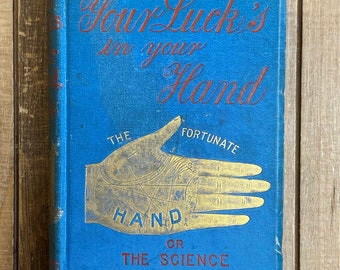 Your Luck's
in your
Hand
THE FORTUNATE
HAND
OR
THE SCIENCE